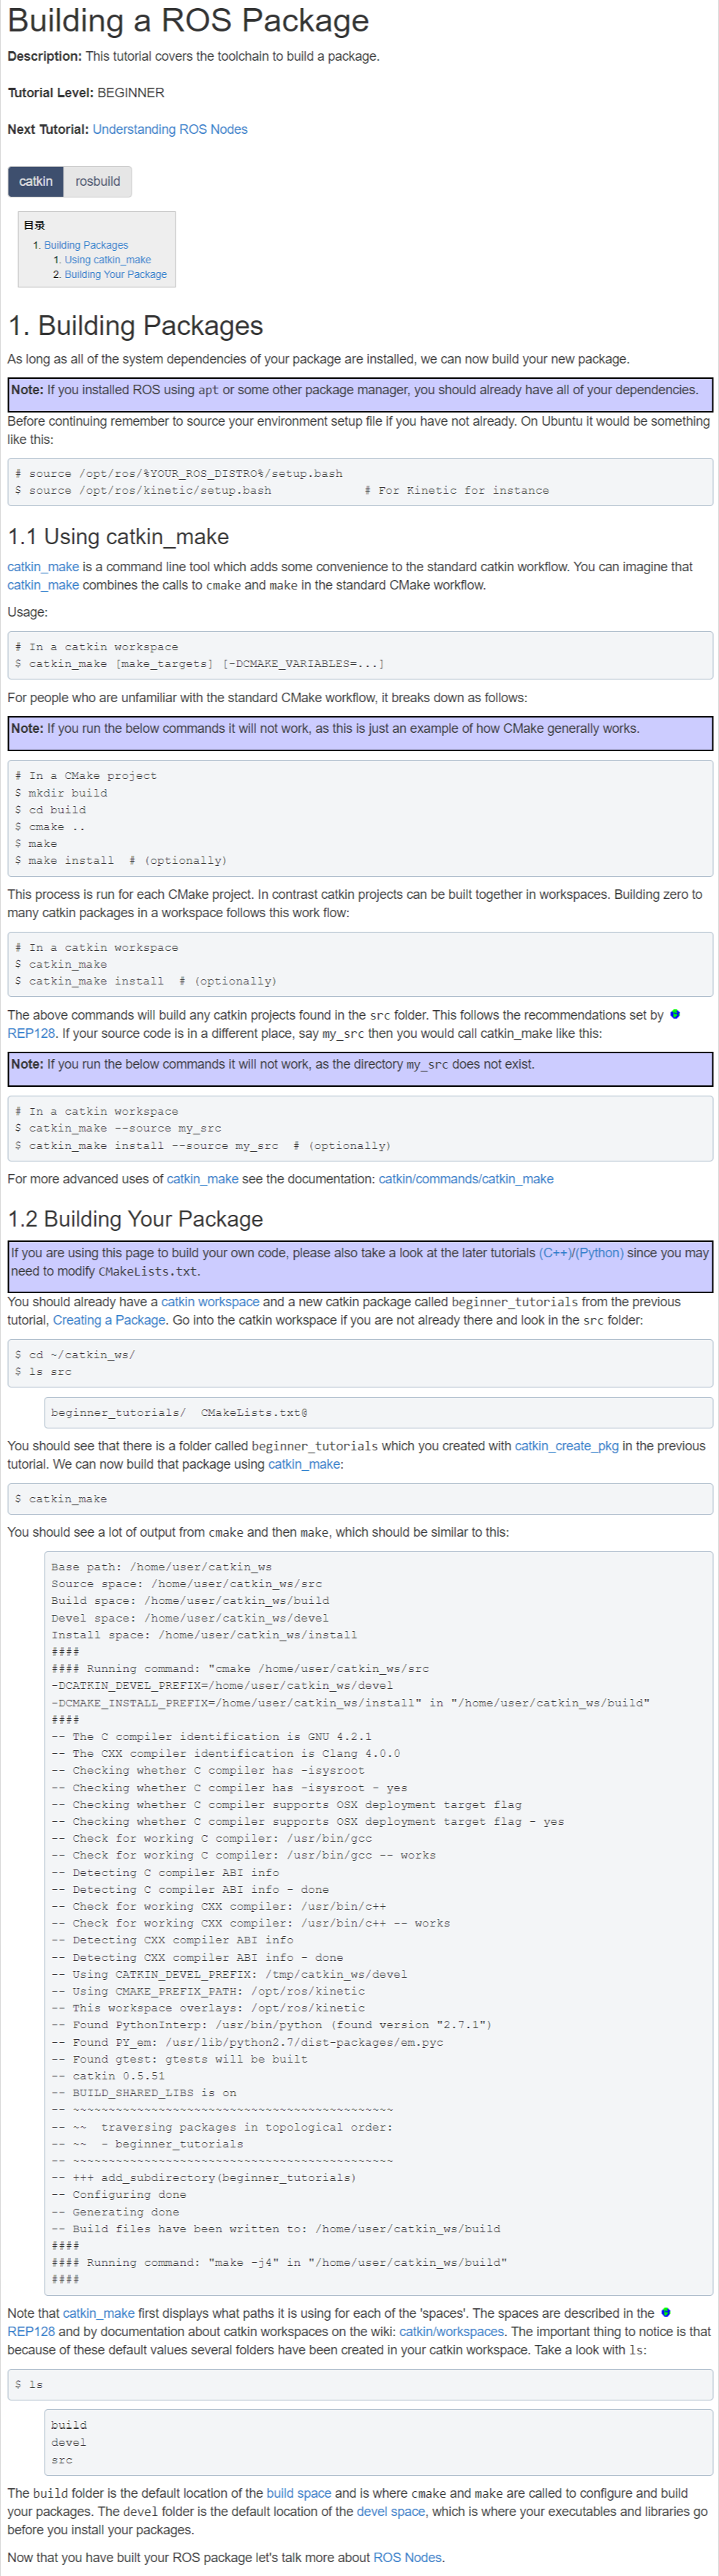 Building a ROS Package
Description: This tutorial covers the toolchain to build a package.
Tutorial Level: BEGINNER
Next Tutorial: Understanding ROS Nodes
catkin rosbuild
目录
1. Building Packages
1. Using catkin_make
2. Building Your Package
1. Building Packages
As long as all of the system dependencies of your package are installed, we can now build your new package.
Note: If you installed ROS using apt or some other package manager, you should already have all of your dependencies.
Before continuing remember to source your environment setup file if you have not already. On Ubuntu it would be something
like this:
# source /opt/ros/%YOUR_ROS_DISTRO%/setup.bash
$ source /opt/ros/kinetic/setup.bash             # For Kinetic for instance
1.1 Using catkin_make
catkin_make is a command line tool which adds some convenience to the standard catkin workflow. You can imagine that
catkin_make combines the calls to cmake and make in the standard CMake workflow.
Usage:
# In a catkin workspace
$ catkin_make [make_targets] [-DCMAKE_VARIABLES=...]
For people who are unfamiliar with the standard CMake workflow, it breaks down as follows:
Note: If you run the below commands it will not work, as this is just an example of how CMake generally works.
# In a CMake project
$ mkdir build
$ cd build
$ cmake ..
$ make
$ make install  # (optionally)
This process is run for each CMake project. In contrast catkin projects can be built together in workspaces. Building zero to
many catkin packages in a workspace follows this work flow:
# In a catkin workspace
$ catkin_make
$ catkin_make install  # (optionally)
The above commands will build any catkin projects found in the src folder. This follows the recommendations set by
REP128. If your source code is in a different place, say my_src then you would call catkin_make like this:
Note: If you run the below commands it will not work, as the directory my_src does not exist.
# In a catkin workspace
$ catkin_make --source my_src
$ catkin_make install --source my_src  # (optionally)
For more advanced uses of catkin_make see the documentation: catkin/commands/catkin_make
1.2 Building Your Package
If you are using this page to build your own code, please also take a look at the later tutorials (C++)/(Python) since you may
need to modify CMakeLists.txt.
You should already have a catkin workspace and a new catkin package called beginner_tutorials from the previous
tutorial, Creating a Package. Go into the catkin workspace if you are not already there and look in the src folder:
$ cd ~/catkin_ws/
$ ls src
beginner_tutorials/  CMakeLists.txt@
You should see that there is a folder called beginner_tutorials which you created with catkin_create_pkg in the previous
tutorial. We can now build that package using catkin_make:
$ catkin_make
You should see a lot of output from cmake and then make, which should be similar to this:
Base path: /home/user/catkin_ws
Source space: /home/user/catkin_ws/src
Build space: /home/user/catkin_ws/build
Devel space: /home/user/catkin_ws/devel
Install space: /home/user/catkin_ws/install
####
#### Running command: "cmake /home/user/catkin_ws/src
-DCATKIN_DEVEL_PREFIX=/home/user/catkin_ws/devel
-DCMAKE_INSTALL_PREFIX=/home/user/catkin_ws/install" in "/home/user/catkin_ws/build"
####
-- The C compiler identification is GNU 4.2.1
-- The CXX compiler identification is Clang 4.0.0
-- Checking whether C compiler has -isysroot
-- Checking whether C compiler has -isysroot - yes
-- Checking whether C compiler supports OSX deployment target flag
-- Checking whether C compiler supports OSX deployment target flag - yes
-- Check for working C compiler: /usr/bin/gcc
-- Check for working C compiler: /usr/bin/gcc -- works
-- Detecting C compiler ABI info
-- Detecting C compiler ABI info - done
-- Check for working CXX compiler: /usr/bin/c++
-- Check for working CXX compiler: /usr/bin/c++ -- works
-- Detecting CXX compiler ABI info
-- Detecting CXX compiler ABI info - done
-- Using CATKIN_DEVEL_PREFIX: /tmp/catkin_ws/devel
-- Using CMAKE_PREFIX_PATH: /opt/ros/kinetic
-- This workspace overlays: /opt/ros/kinetic
-- Found PythonInterp: /usr/bin/python (found version "2.7.1")
-- Found PY_em: /usr/lib/python2.7/dist-packages/em.pyc
-- Found gtest: gtests will be built
-- catkin 0.5.51
-- BUILD_SHARED_LIBS is on
-- ~~~~~~~~~~~~~~~~~~~~~~~~~~~~~~~~~~~~~~~~~~~~~
-- ~~  traversing packages in topological order:
-- ~~  - beginner_tutorials
-- ~~~~~~~~~~~~~~~~~~~~~~~~~~~~~~~~~~~~~~~~~~~~~
-- +++ add_subdirectory(beginner_tutorials)
-- Configuring done
-- Generating done
-- Build files have been written to: /home/user/catkin_ws/build
####
#### Running command: "make -j4" in "/home/user/catkin_ws/build"
####
Note that catkin_make first displays what paths it is using for each of the 'spaces'. The spaces are described in the
REP128 and by documentation about catkin workspaces on the wiki: catkin/workspaces. The important thing to notice is that
because of these default values several folders have been created in your catkin workspace. Take a look with ls:
$ ls
build
devel
src
The build folder is the default location of the build space and is where cmake and make are called to configure and build
your packages. The devel folder is the default location of the devel space, which is where your executables and libraries go
before you install your packages.
Now that you have built your ROS package let's talk more about ROS Nodes.